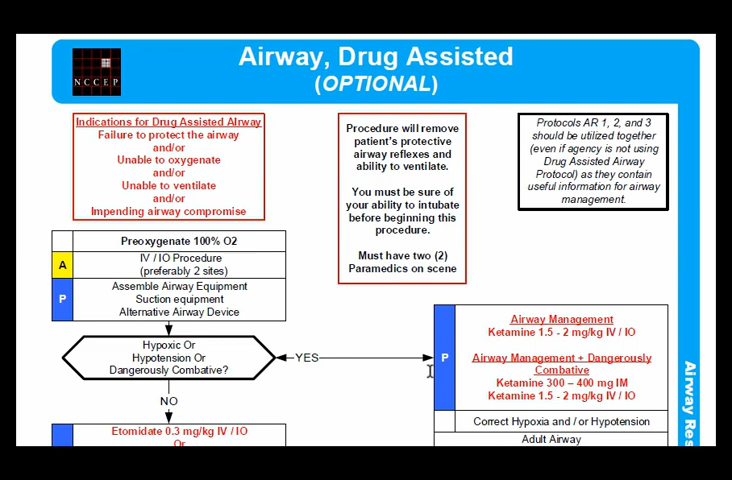 Airway, Drug Assisted
(OPTIONAL)
NCCEP
Indications for Drug Assisted Airway
Failure to protect the airway
and/or
Unable to oxygenate
and/or
Unable to ventilate
and/or
Impending airway compromise
Procedure will remove
patient's protective
airway reflexes and
ability to ventilate.
You must be sure of
your ability to intubate
before beginning this
procedure.
Must have two (2)
Paramedics on scene
Protocols AR 1, 2, and 3
should be utilized together
(even if agency is not using
Drug Assisted Airway
Protocol) as they contain
useful information for airway
management.
Preoxygenate 100% O2
A
IV / IO Procedure
(preferably 2 sites)
P
Assemble Airway Equipment
Suction equipment
Alternative Airway Device
Hypoxic Or
Hypotension Or
Dangerously Combative?
YES
NO
P
Airway Management
Ketamine 1.5 - 2 mg/kg IV / IO
Airway Management + Dangerously
Combative
Ketamine 300 – 400 mg IM
Ketamine 1.5 - 2 mg/kg IV / IO
Correct Hypoxia and / or Hypotension
Adult Airway
Etomidate 0.3 mg/kg IV / IO
Or
Airway Res